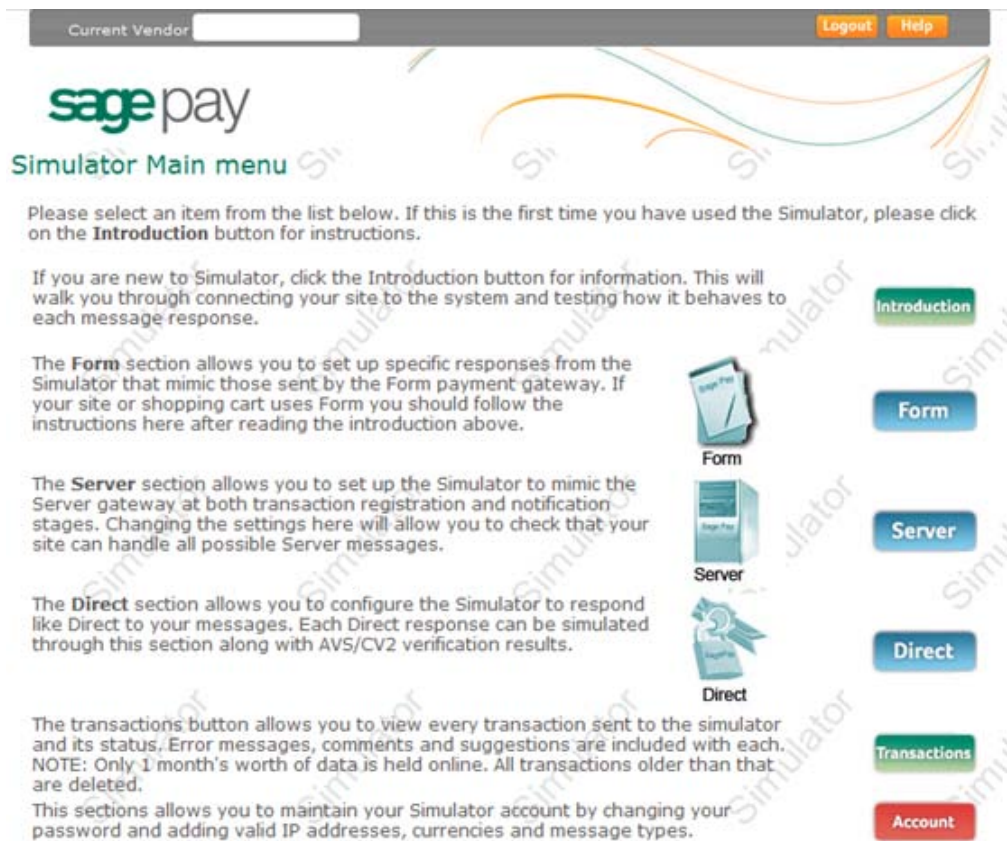 Current Vendor
Logout Help
sage pay
Simulator Main menu
Please select an item from the list below. If this is the first time you have used the Simulator, please click
on the Introduction button for instructions.
If you are new to Simulator, click the Introduction button for information. This will
walk you through connecting your site to the system and testing how it behaves to
each message response.
Introduction
The Form section allows you to set up specific responses from the
Simulator that mimic those sent by the Form payment gateway. If
your site or shopping cart uses Form you should follow the
instructions here after reading the introduction above.
Sage Pay
Form
Form
The Server section allows you to set up the Simulator to mimic the
Server gateway at both transaction registration and notification
stages. Changing the settings here will allow you to check that your
site can handle all possible Server messages.
Sage Pay
Server
Server
The Direct section allows you to configure the Simulator to respond
like Direct to your messages. Each Direct response can be simulated
through this section along with AVS/CV2 verification results.
SagePay
Direct
Direct
The transactions button allows you to view every transaction sent to the simulator
and its status. Error messages, comments and suggestions are included with each.
NOTE: Only 1 month's worth of data is held online. All transactions older than that
are deleted.
Transactions
This sections allows you to maintain your Simulator account by changing your
password and adding valid IP addresses, currencies and message types.
Account
Simulator